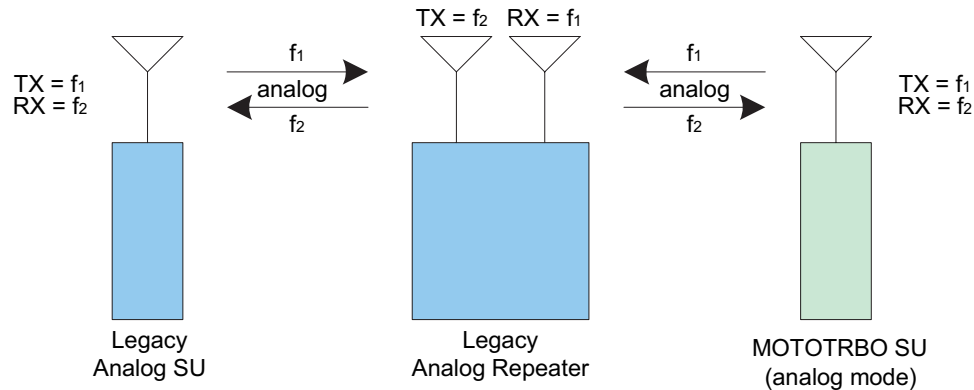 TX = f₂ RX = f₁
TX = f₁
RX = f₂
f₁
analog
f₂
f₁
analog
f₂
TX = f₁
RX = f₂
Legacy
Analog SU
Legacy
Analog Repeater
MOTOTRBO SU
(analog mode)